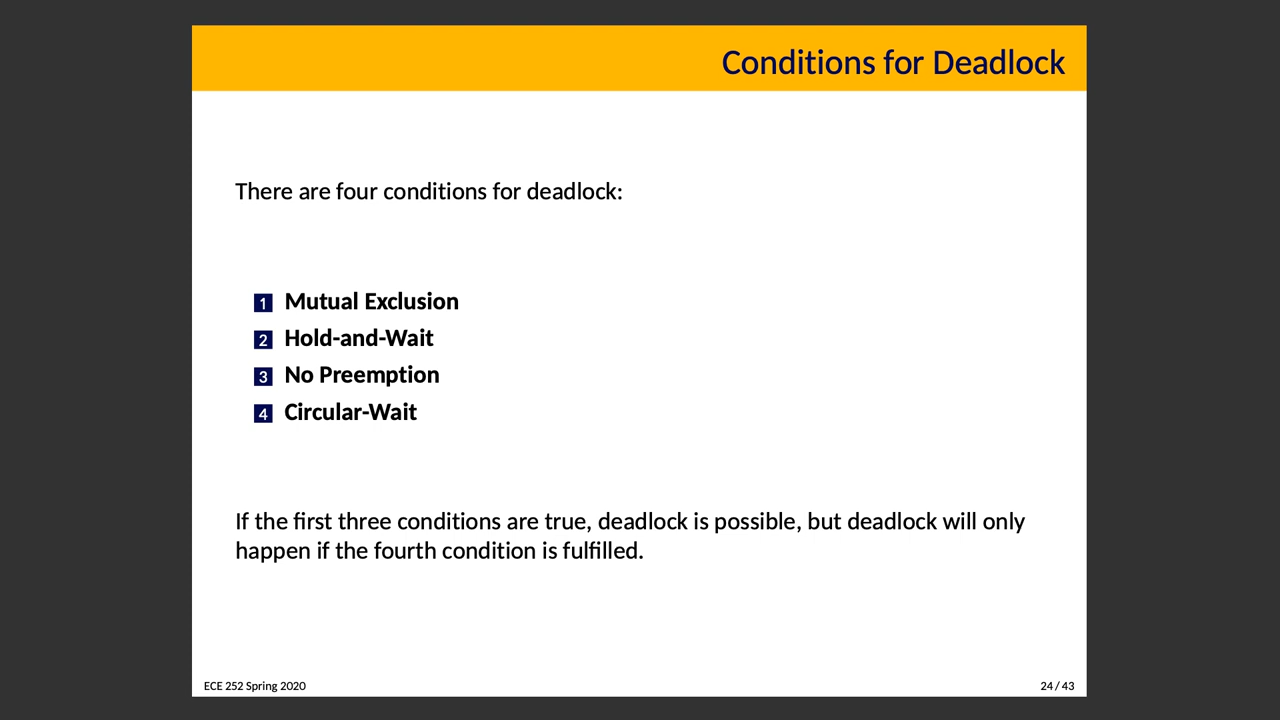 Conditions for Deadlock
There are four conditions for deadlock:
1 Mutual Exclusion
2 Hold-and-Wait
3 No Preemption
4 Circular-Wait
If the first three conditions are true, deadlock is possible, but deadlock will only
happen if the fourth condition is fulfilled.
ECE 252 Spring 2020
24 / 43